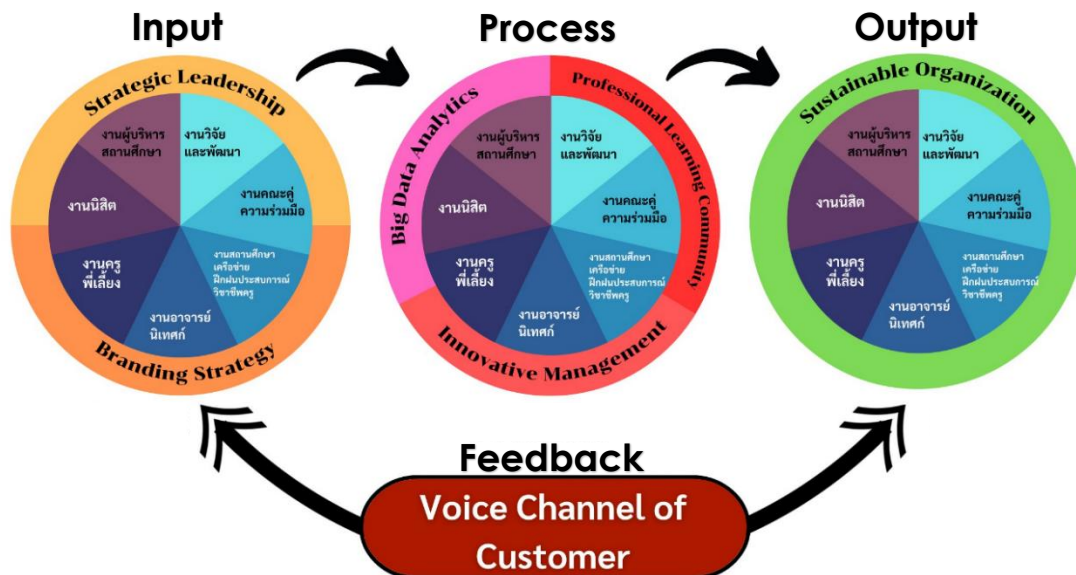 Input
Process
Output
Strategic Leadership
งานผู้บริหาร
สถานศึกษา
งานวิจัย
และพัฒนา
งานนิสิต
งานคณะคู่
ความร่วมมือ
งานครู
พี่เลี้ยง
งานสถานศึกษา
เครือข่าย
ฝึกฝนประสบการณ์
วิชาชีพครู
งานอาจารย์
นิเทศก์
Branding Strategy
Big Data Analytics
Professional Learning Community
งานผู้บริหาร
สถานศึกษา
งานวิจัย
และพัฒนา
งานนิสิต
งานคณะคู่
ความร่วมมือ
งานครู
พี่เลี้ยง
งานสถานศึกษา
เครือข่าย
ฝึกฝนประสบการณ์
วิชาชีพครู
งานอาจารย์
นิเทศก์
Innovative Management
Sustainable Organization
งานผู้บริหาร
สถานศึกษา
งานวิจัย
และพัฒนา
งานนิสิต
งานคณะคู่
ความร่วมมือ
งานครู
พี่เลี้ยง
งานสถานศึกษา
เครือข่าย
ฝึกฝนประสบการณ์
วิชาชีพครู
งานอาจารย์
นิเทศก์
Feedback
Voice Channel of
Customer